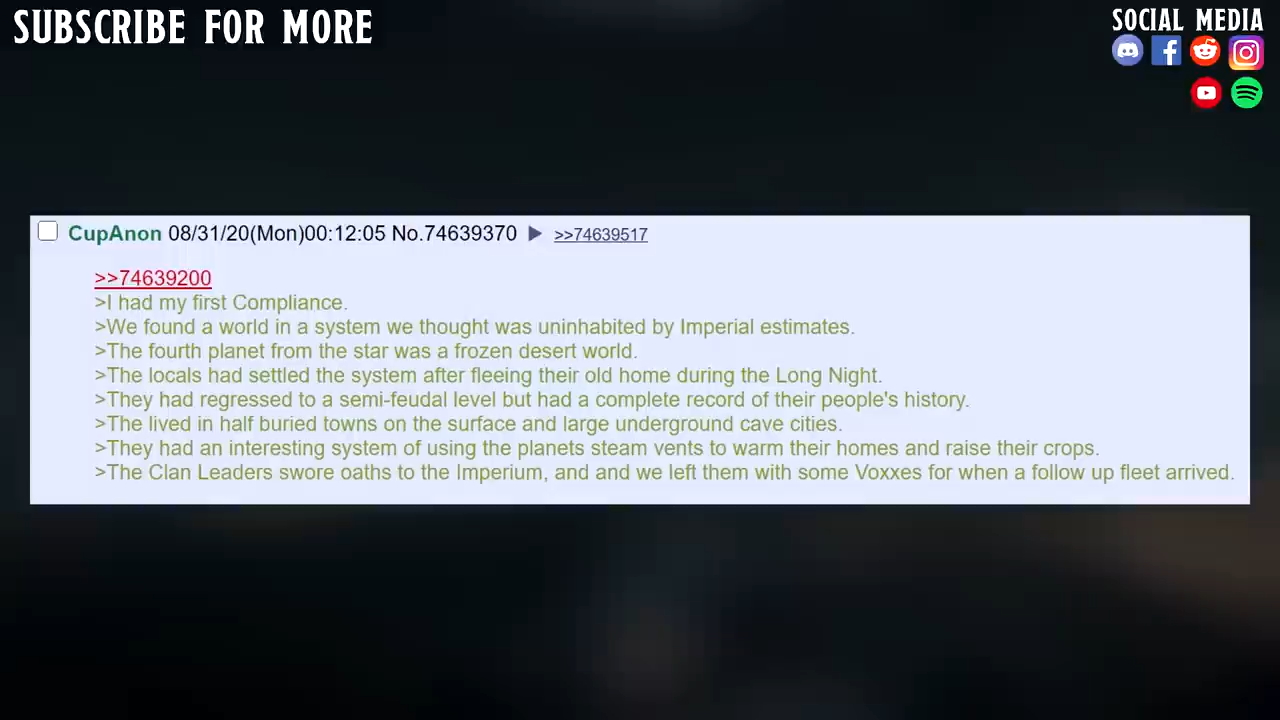 SUBSCRIBE FOR MORE
SOCIAL MEDIA
CupAnon 08/31/20(Mon)00:12:05 No.74639370 ▶ >>74639517
>>74639200
>I had my first Compliance.
>We found a world in a system we thought was uninhabited by Imperial estimates.
>The fourth planet from the star was a frozen desert world.
>The locals had settled the system after fleeing their old home during the Long Night.
>They had regressed to a semi-feudal level but had a complete record of their people's history.
>The lived in half buried towns on the surface and large underground cave cities.
>They had an interesting system of using the planets steam vents to warm their homes and raise their crops.
>The Clan Leaders swore oaths to the Imperium, and and we left them with some Voxxes for when a follow up fleet arrived.